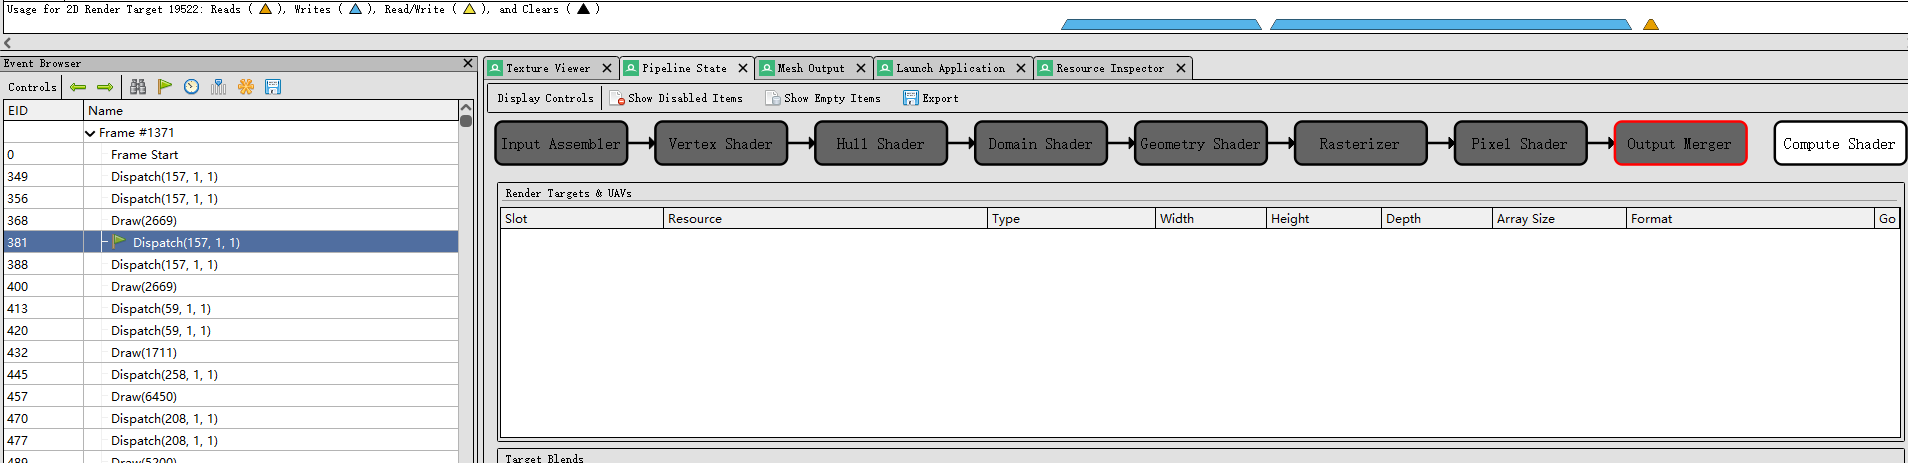 Usage for 2D Render Target 19522: Reads ( ), Writes ( ), Read/Write ( ), and Clears ( )
Event Browser
Controls
EID Name
Frame #1371
0 Frame Start
349 Dispatch(157, 1, 1)
356 Dispatch(157, 1, 1)
368 Draw(2669)
381 Dispatch(157, 1, 1)
388 Dispatch(157, 1, 1)
400 Draw(2669)
413 Dispatch(59, 1, 1)
420 Dispatch(59, 1, 1)
432 Draw(1711)
445 Dispatch(258, 1, 1)
457 Draw(6450)
470 Dispatch(208, 1, 1)
477 Dispatch(208, 1, 1)
489 Draw(5200)
Texture Viewer Pipeline State Mesh Output Launch Application Resource Inspector
Display Controls Show Disabled Items Show Empty Items Export
Input Assembler Vertex Shader Hull Shader Domain Shader Geometry Shader Rasterizer Pixel Shader Output Merger Compute Shader
Render Targets & UAVs
Slot Resource Type Width Height Depth Array Size Format Go
Target Blends